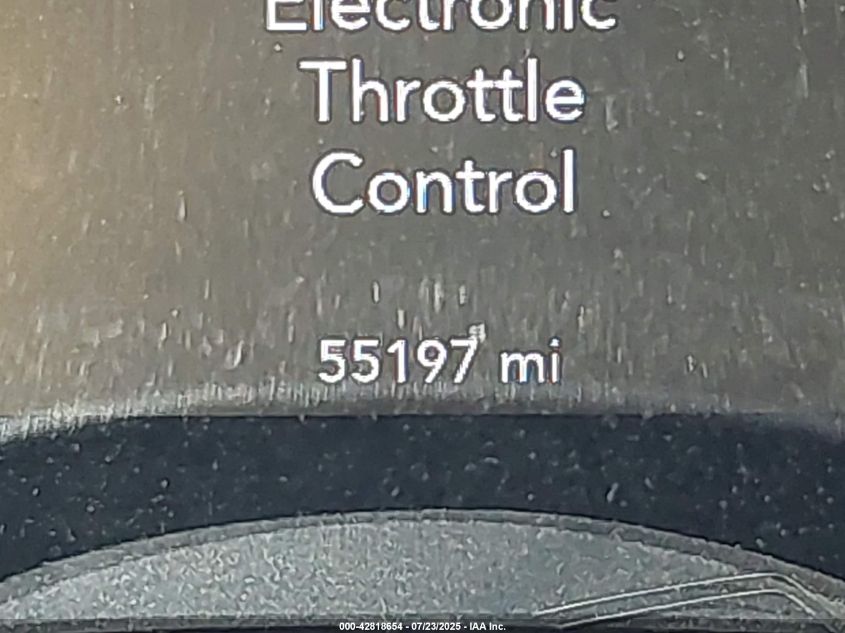 Electronic
Throttle
Control
55197 mi
000-42818654 - 07/23/2025 - IAA Inc.